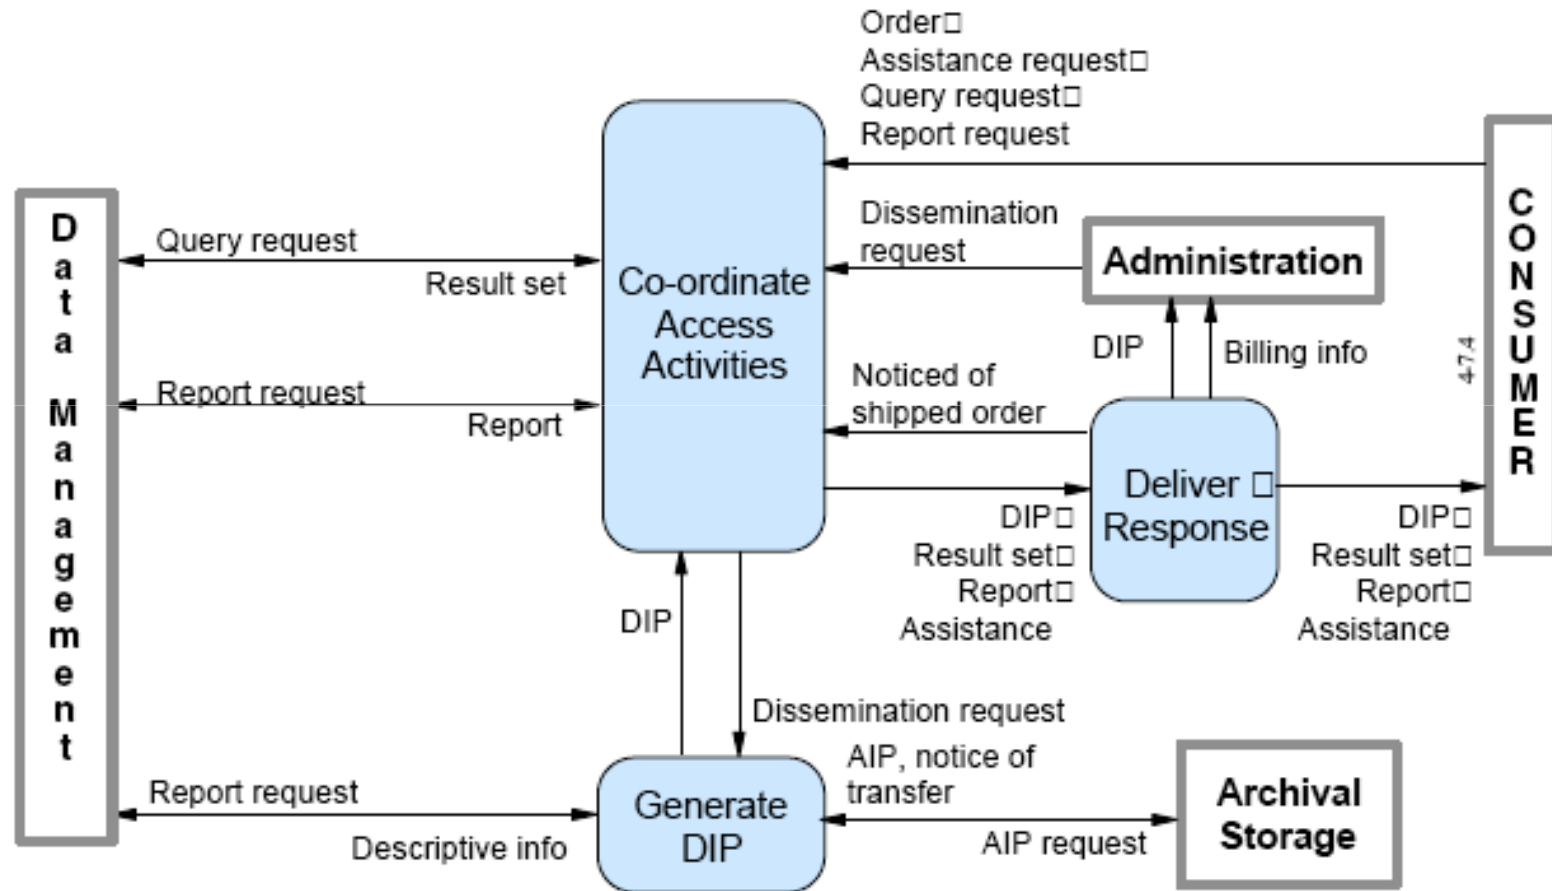 Order□
Assistance request□
Query request□
Report request
CONSUMER
Data Management
Query request
Result set
Co-ordinate
Access
Activities
Dissemination
request
Administration
DIP
Billing info
4-7.4
Report request
Report
Noticed of
shipped order
Deliver □
Response
DIP□
Result set□
Report□
Assistance
DIP□
Result set□
Report□
Assistance
DIP
Dissemination request
Report request
Descriptive info
Generate
DIP
AIP, notice of
transfer
AIP request
Archival
Storage